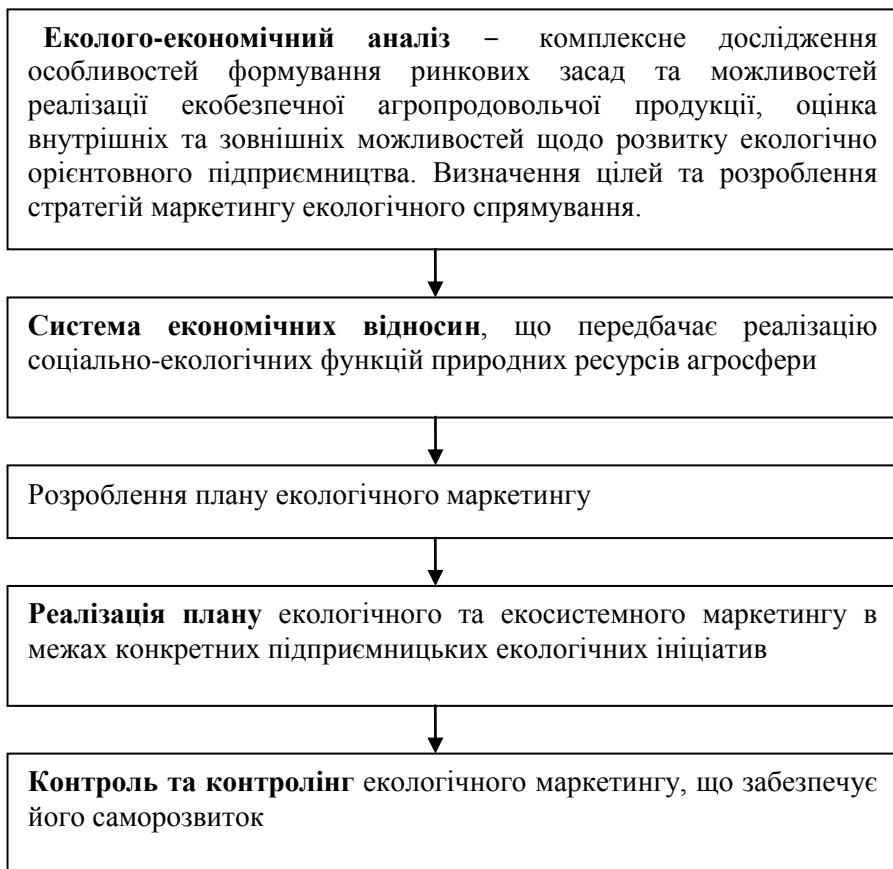 Еколого-економічний аналіз – комплексне дослідження
особливостей формування ринкових засад та можливостей
реалізації екобезпечної агропродовольчої продукції, оцінка
внутрішніх та зовнішніх можливостей щодо розвитку екологічно
орієнтовного підприємництва. Визначення цілей та розроблення
стратегій маркетингу екологічного спрямування.
Система економічних відносин, що передбачає реалізацію
соціально-екологічних функцій природних ресурсів агросфери
Розроблення плану екологічного маркетингу
Реалізація плану екологічного та екосистемного маркетингу в
межах конкретних підприємницьких екологічних ініціатив
Контроль та контролінг екологічного маркетингу, що забезпечує
його саморозвиток